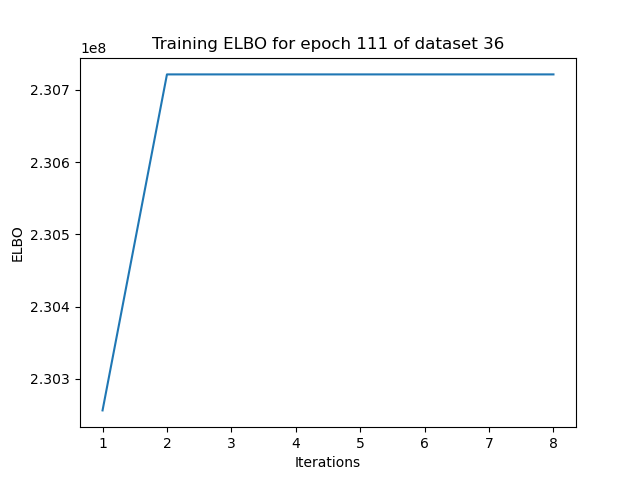 Training ELBO for epoch 111 of dataset 36
1e8
2.307
2.306
2.305
2.304
2.303
ELBO
1 2 3 4 5 6 7 8
Iterations